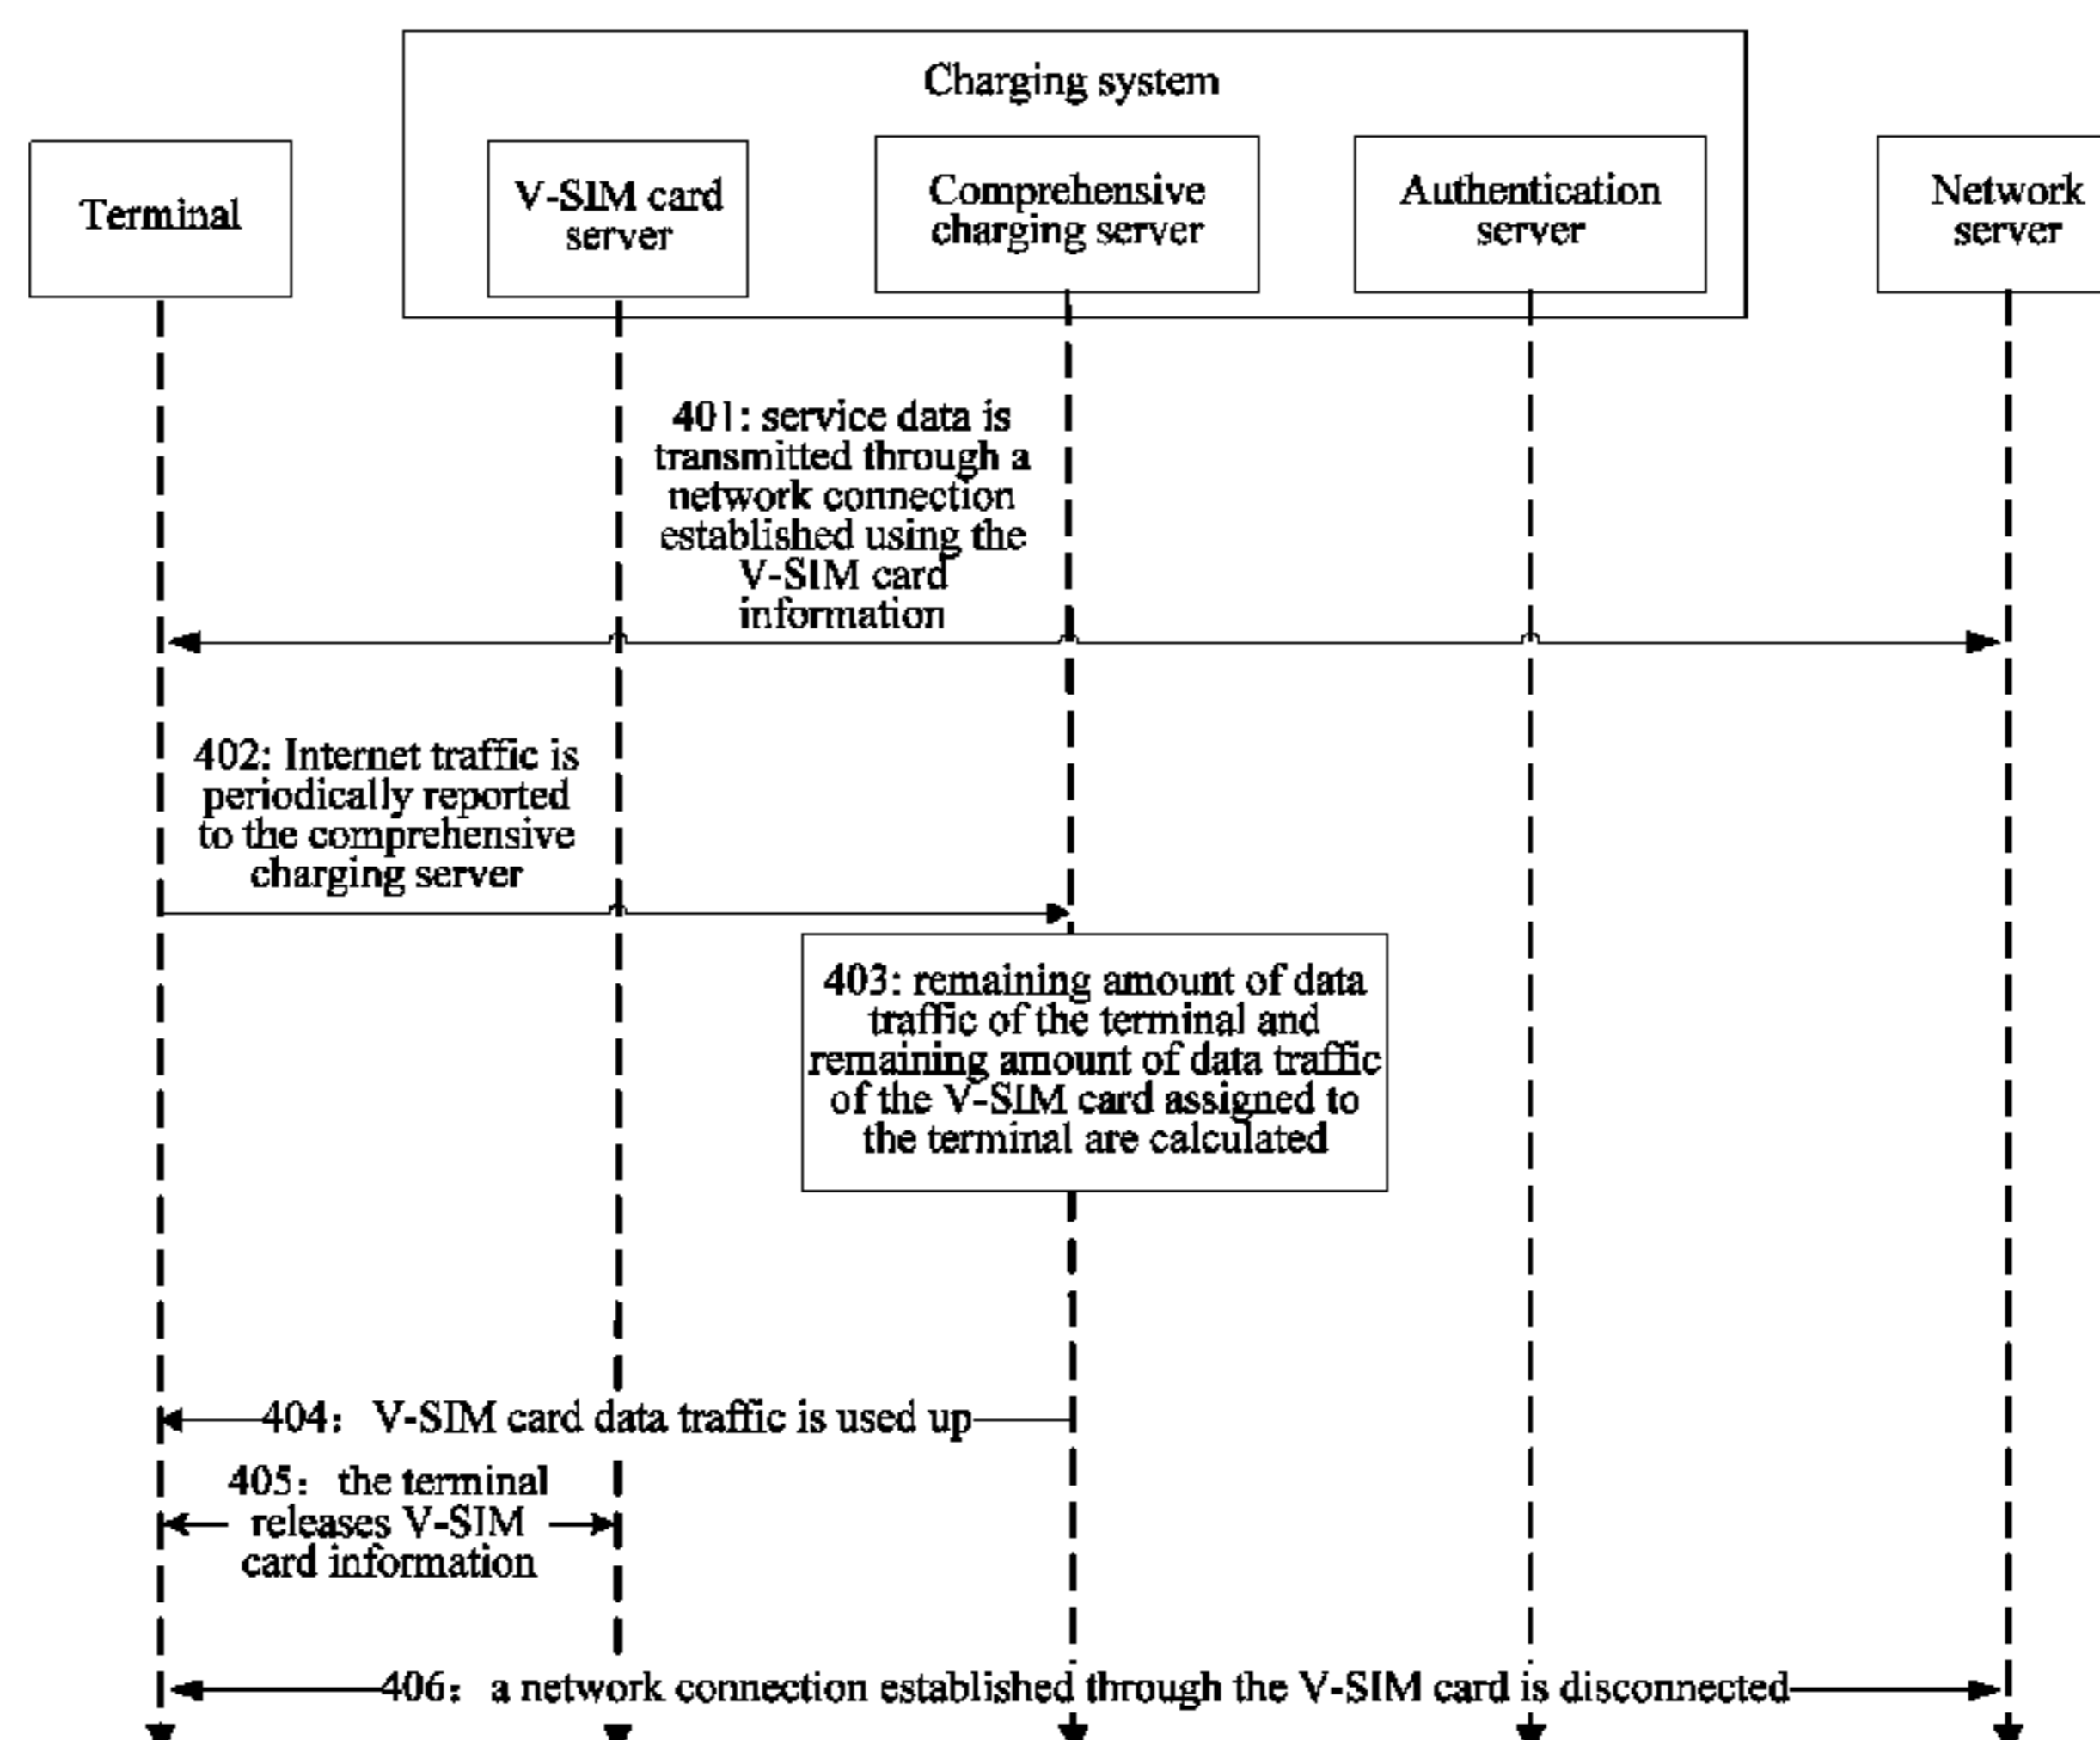 Charging system
Terminal
V-SIM card
server
Comprehensive
charging server
Authentication
server
Network
server
401: service data is
transmitted through a
network connection
established using the
V-SIM card
information
402: Internet traffic is
periodically reported
to the comprehensive
charging server
403: remaining amount of data
traffic of the terminal and
remaining amount of data traffic
of the V-SIM card assigned to
the terminal are calculated
404: V-SIM card data traffic is used up
405: the terminal
releases V-SIM
card information
406: a network connection established through the V-SIM card is disconnected